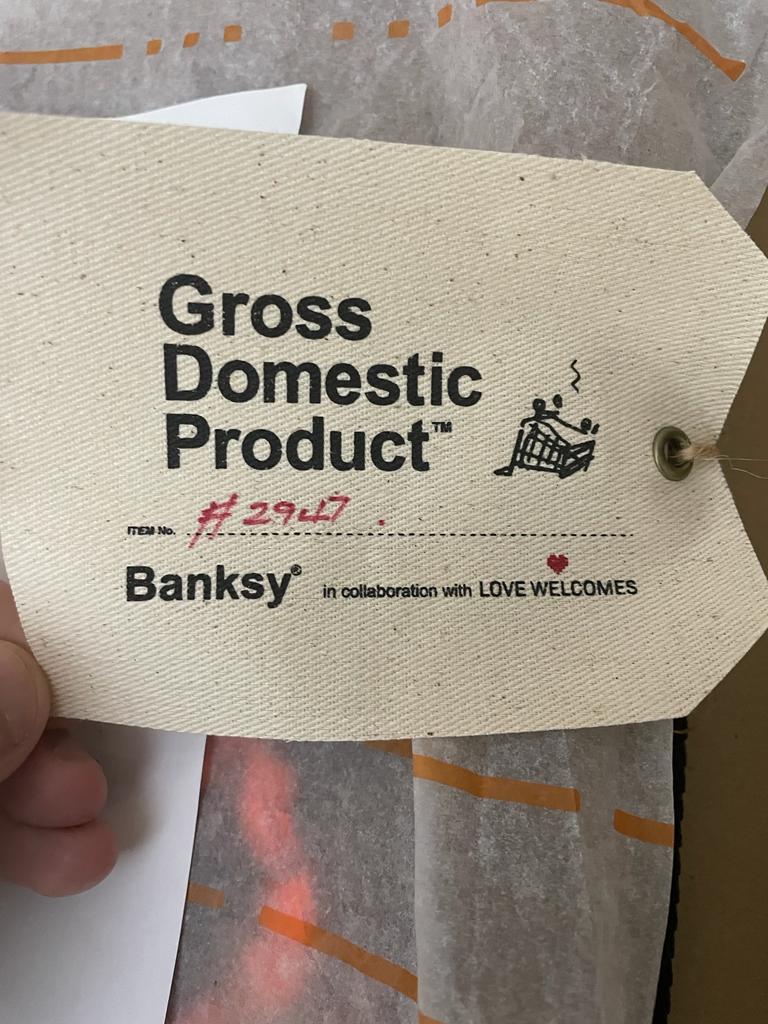 Gross
Domestic
Product™
ITEM No. #2947.
Banksy® in collaboration with LOVE WELCOMES